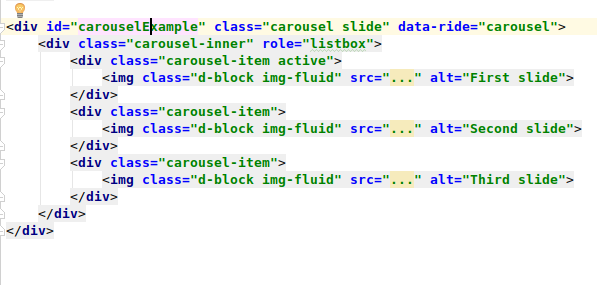 <div id="carouselExample" class="carousel slide" data-ride="carousel">
<div class="carousel-inner" role="listbox">
<div class="carousel-item active">
<img class="d-block img-fluid" src="..." alt="First slide">
</div>
<div class="carousel-item">
<img class="d-block img-fluid" src="..." alt="Second slide">
</div>
<div class="carousel-item">
<img class="d-block img-fluid" src="..." alt="Third slide">
</div>
</div>
</div>